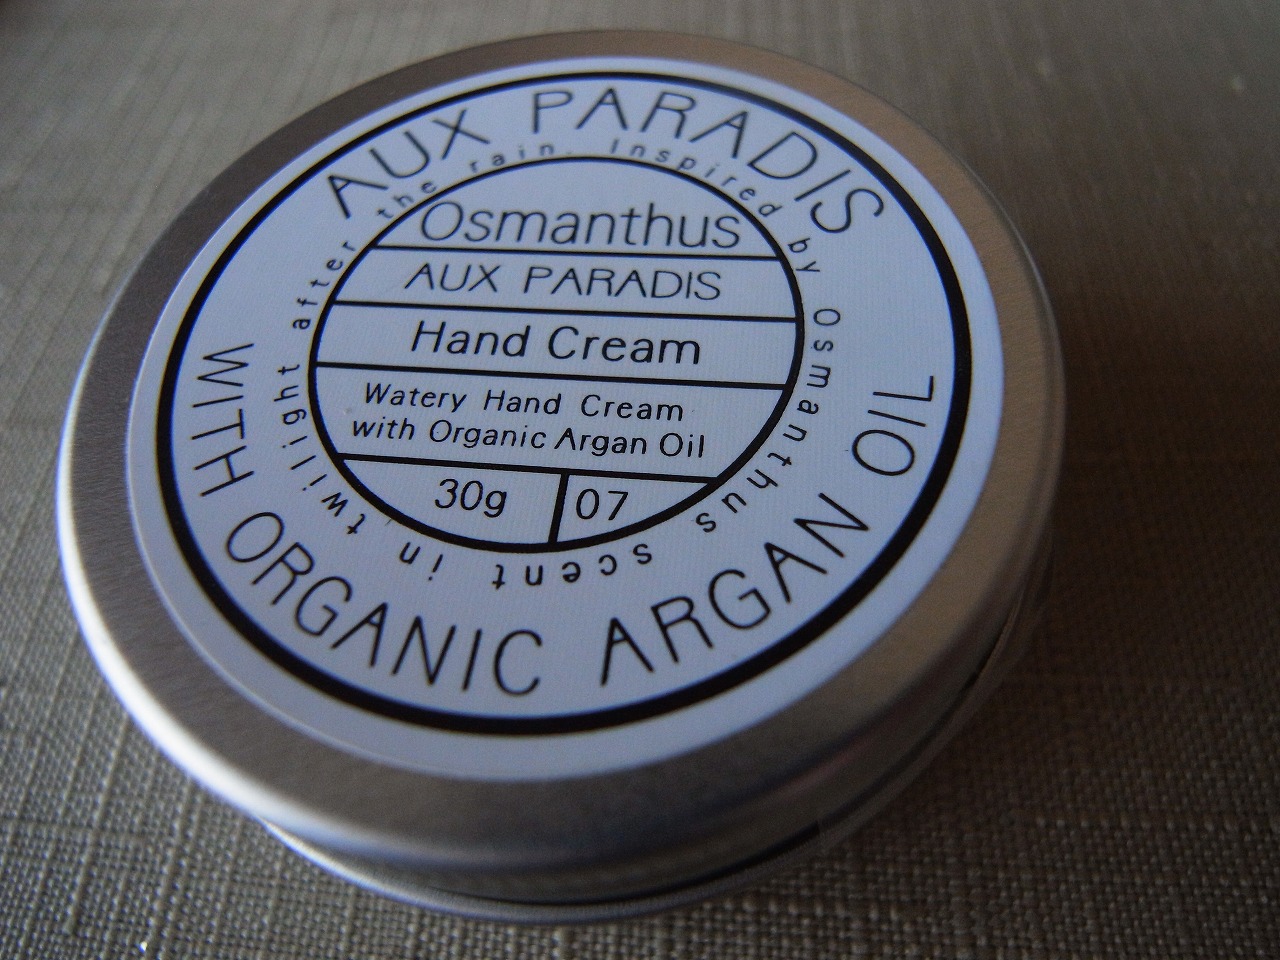 AUX PARADIS
WITH ORGANIC ARGAN OIL
Inspired by Osmanthus scent in twilight after the rain.
Osmanthus
AUX PARADIS
Hand Cream
Watery Hand Cream
with Organic Argan Oil
30g 07